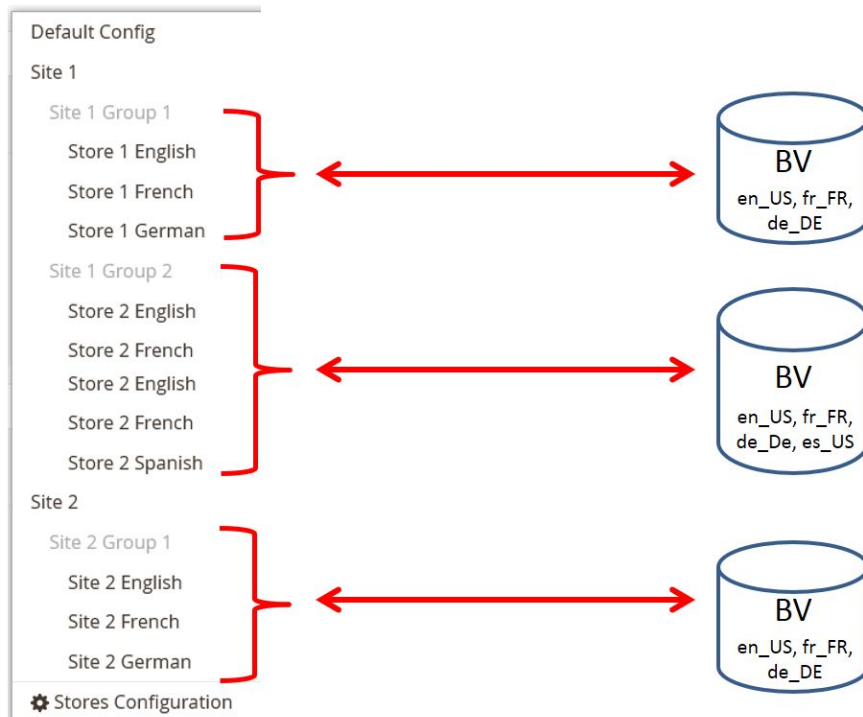 Default Config
Site 1
Site 1 Group 1
Store 1 English
Store 1 French
Store 1 German
Site 1 Group 2
Store 2 English
Store 2 French
Store 2 English
Store 2 French
Store 2 Spanish
Site 2
Site 2 Group 1
Site 2 English
Site 2 French
Site 2 German
Stores Configuration
BV
en_US, fr_FR,
de_DE
BV
en_US, fr_FR,
de_De, es_US
BV
en_US, fr_FR,
de_DE